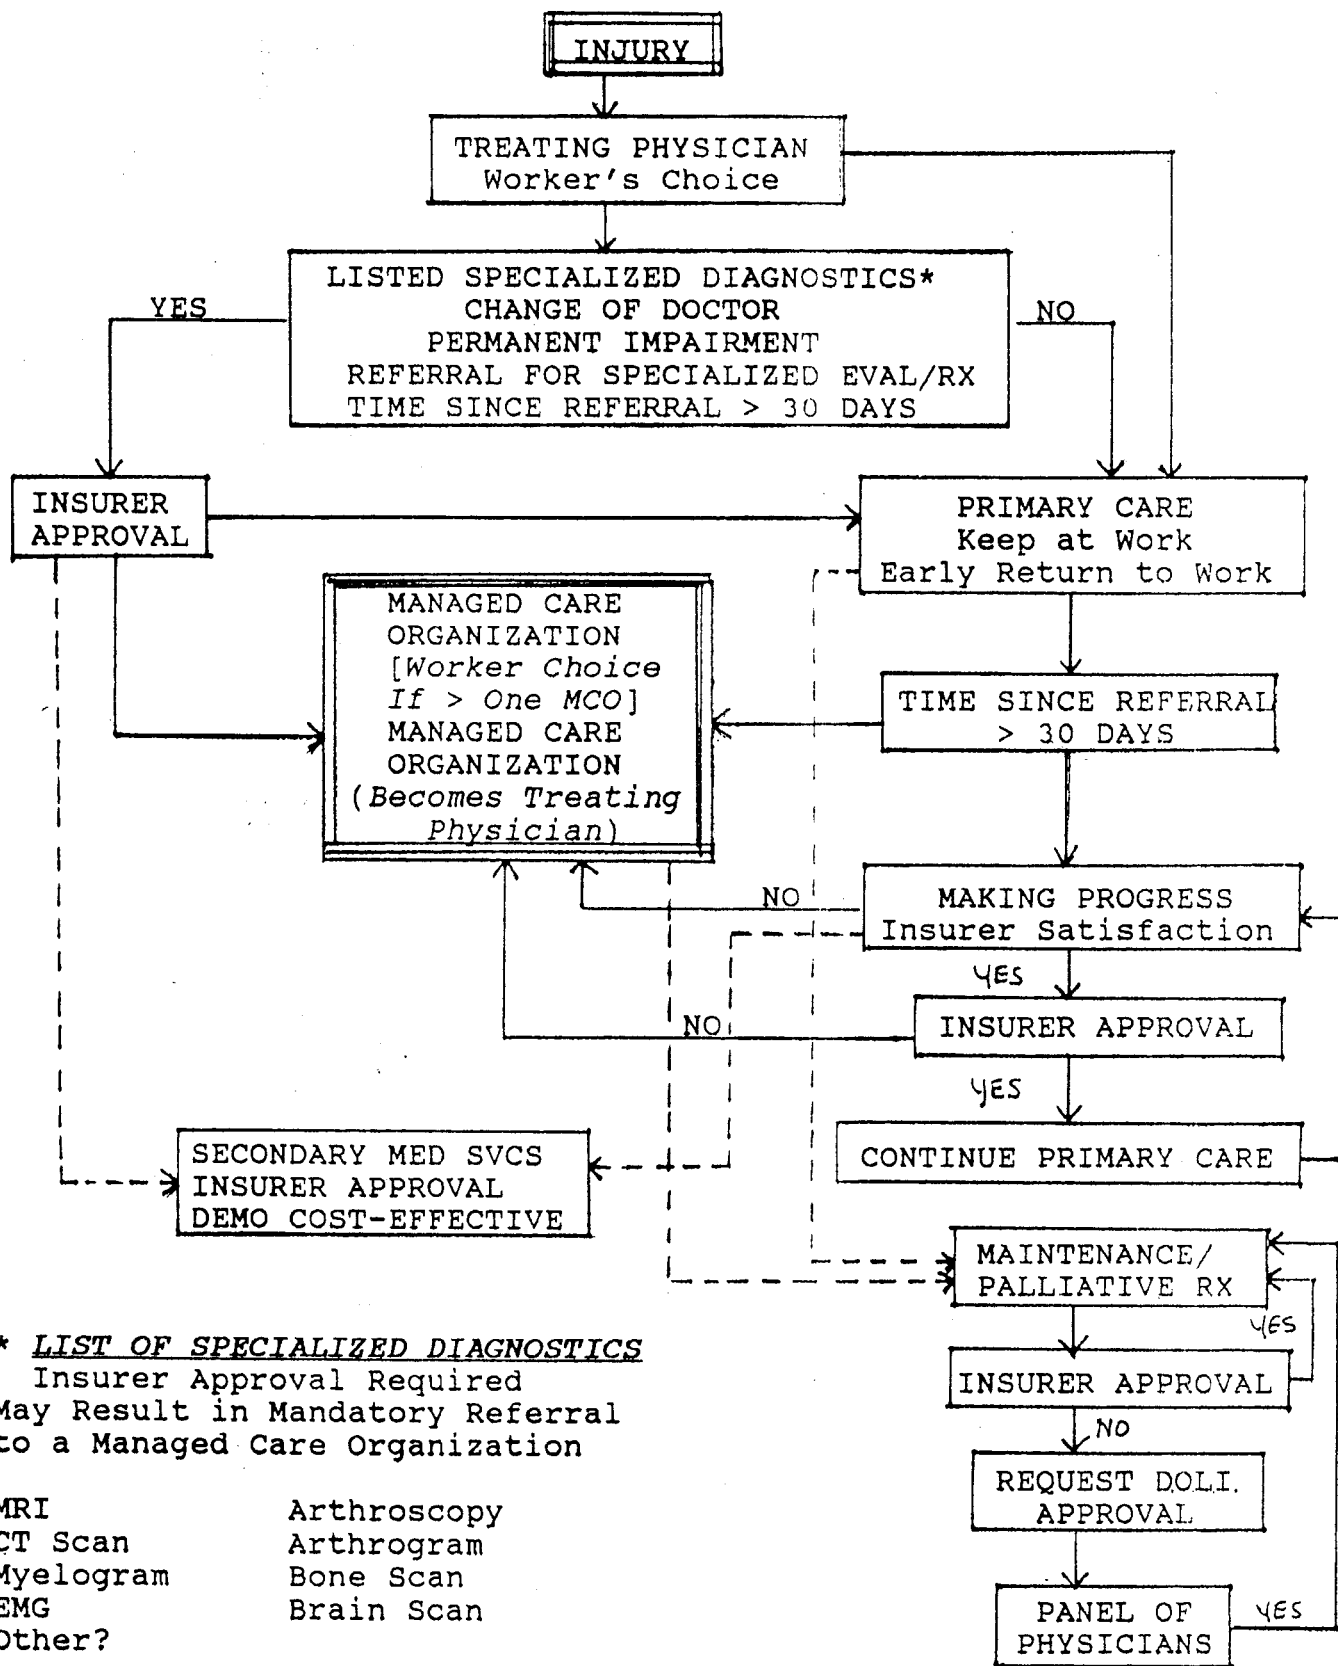 INJURY
TREATING PHYSICIAN
Worker's Choice
LISTED SPECIALIZED DIAGNOSTICS*
CHANGE OF DOCTOR
PERMANENT IMPAIRMENT
REFERRAL FOR SPECIALIZED EVAL/RX
TIME SINCE REFERRAL > 30 DAYS
YES
NO
INSURER
APPROVAL
PRIMARY CARE
Keep at Work
Early Return to Work
MANAGED CARE
ORGANIZATION
[Worker Choice
If > One MCO]
MANAGED CARE
ORGANIZATION
(Becomes Treating
Physician)
TIME SINCE REFERRAL
> 30 DAYS
NO
MAKING PROGRESS
Insurer Satisfaction
YES
NO
INSURER APPROVAL
YES
CONTINUE PRIMARY CARE
SECONDARY MED SVCS
INSURER APPROVAL
DEMO COST-EFFECTIVE
MAINTENANCE/
PALLIATIVE RX
YES
INSURER APPROVAL
NO
REQUEST D.O.L.I.
APPROVAL
PANEL OF
PHYSICIANS
YES
* LIST OF SPECIALIZED DIAGNOSTICS
Insurer Approval Required
May Result in Mandatory Referral
to a Managed Care Organization
MRI Arthroscopy
CT Scan Arthrogram
Myelogram Bone Scan
EMG Brain Scan
Other?